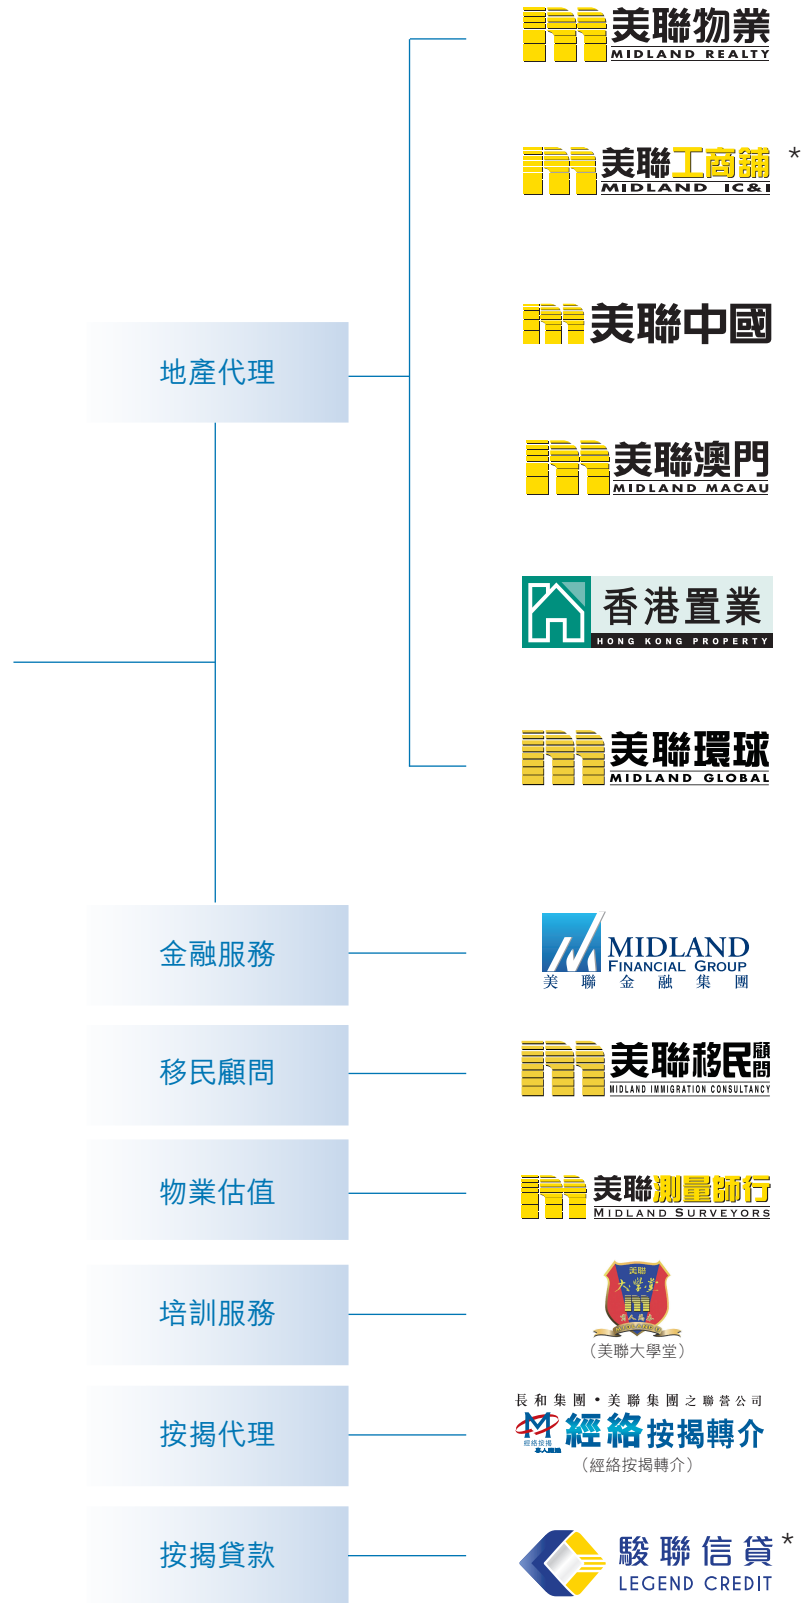 美聯物業
MIDLAND REALTY
美聯工商舖 *
MIDLAND IC&I
美聯中國
地產代理
美聯澳門
MIDLAND MACAU
香港置業
HONG KONG PROPERTY
美聯環球
MIDLAND GLOBAL
金融服務
MIDLAND
FINANCIAL GROUP
美聯金融集團
移民顧問
美聯移民顧問
MIDLAND IMMIGRATION CONSULTANCY
物業估值
美聯測量師行
MIDLAND SURVEYORS
培訓服務
美聯
大學堂
（美聯大學堂）
按揭代理
長和集團•美聯集團之聯營公司
經絡按揭轉介
經絡按揭
（經絡按揭轉介）
按揭貸款
駿聯信貸 *
LEGEND CREDIT